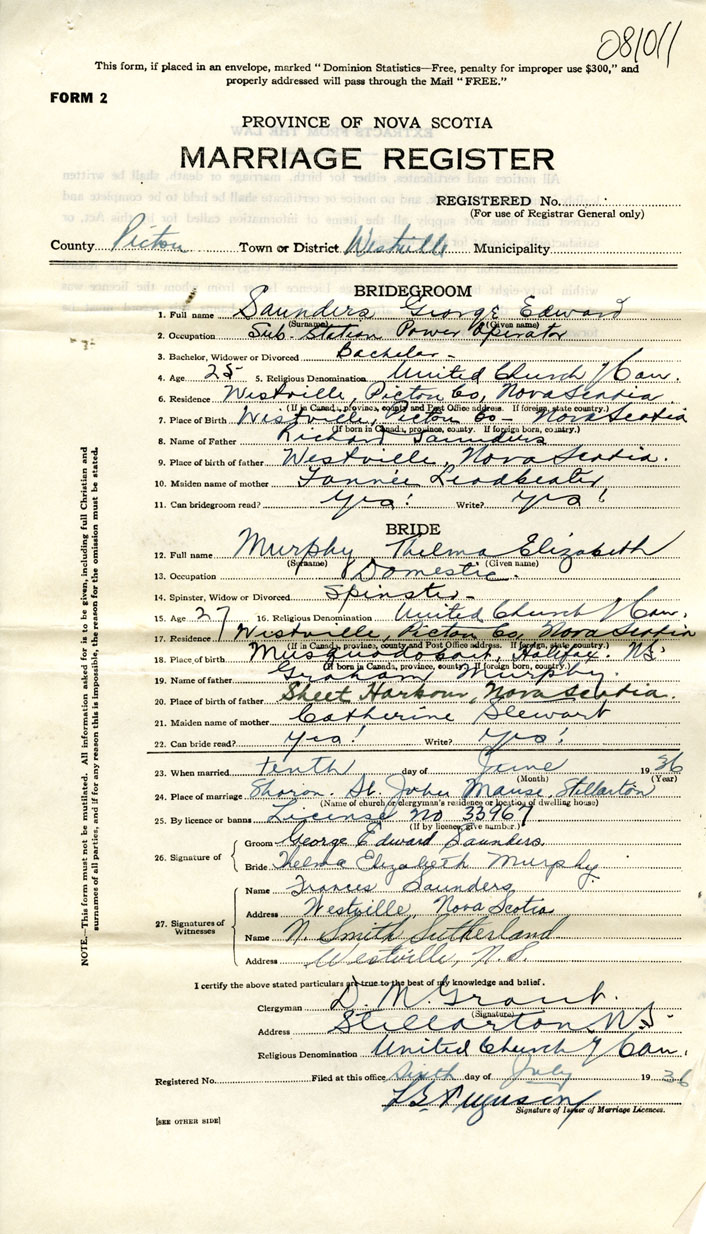 081011
This form, if placed in an envelope, marked "Dominion Statistics—Free, penalty for improper use $300," and
properly addressed will pass through the Mail "FREE."
FORM 2
PROVINCE OF NOVA SCOTIA
MARRIAGE REGISTER
REGISTERED No.
(For use of Registrar General only)
County Pictou Town or District Westville Municipality
BRIDEGROOM
1. Full name Saunders George Edward
(Surname) (Given name)
2. Occupation Sub. Station Power Operator
3. Bachelor, Widower or Divorced Bachelor
4. Age 25 5. Religious Denomination United Church of Can.
6. Residence Westville, Pictou Co, Nova Scotia
(If in Canada, province, county and Post Office address. If foreign, state country.)
7. Place of Birth Westville, Pictou Co — Nova Scotia
(If born in Canada, province, county. If foreign born, country.)
8. Name of Father Richard Saunders
9. Place of birth of father Westville, Nova Scotia.
10. Maiden name of mother Fannie Leadbeater
11. Can bridegroom read? Yes! Write? Yes!
BRIDE
12. Full name Murphy Thelma Elizabeth
(Surname) (Given name)
13. Occupation Domestic.
14. Spinster, Widow or Divorced Spinster
15. Age 27 16. Religious Denomination United Church of Can.
17. Residence Westville, Pictou Co, Nova Scotia
(If in Canada, province, county and Post Office address. If foreign, state country.)
18. Place of birth Musquodoboit, Halifax. NS.
(If born in Canada, province, county, If foreign born, country.)
19. Name of father Graham Murphy.
20. Place of birth of father Sheet Harbour, Nova Scotia.
21. Maiden name of mother Catherine Stewart
22. Can bride read? Yes! Write? Yes!
23. When married tenth day of June 1936
(Month) (Year)
24. Place of marriage Sharon. St. John Manse, Stellarton
(Name of church or clergyman's residence or location of dwelling house)
25. By licence or banns License no 33967
(If by licence, give number.)
26. Signature of
Groom George Edward Saunders.
Bride Thelma Elizabeth Murphy.
27. Signatures of Witnesses
Name Frances Saunders
Address Westville, Nova Scotia
Name N. Smith Sutherland
Address Westville, N.S.
I certify the above stated particulars are true to the best of my knowledge and belief.
Clergyman D. M. Grant.
(Signature)
Address Stellarton, NS.
Religious Denomination United Church of Can.
Registered No. Filed at this office Sixth day of July 1936
L E Ferguson
Signature of Issuer of Marriage Licences.
[SEE OTHER SIDE]
NOTE.—This form must not be mutilated. All information asked for is to be given, including full Christian and
surnames of all parties, and if for any reason this is impossible, the reason for the omission must be stated.